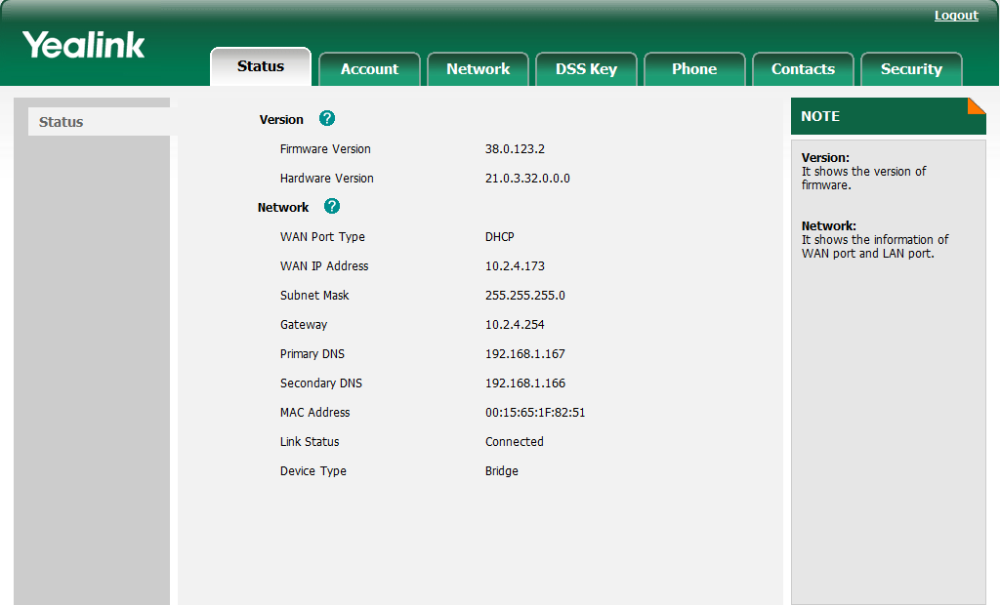 Logout
Yealink
Status
Account
Network
DSS Key
Phone
Contacts
Security
Status
Version ?
Firmware Version 38.0.123.2
Hardware Version 21.0.3.32.0.0.0
Network ?
WAN Port Type DHCP
WAN IP Address 10.2.4.173
Subnet Mask 255.255.255.0
Gateway 10.2.4.254
Primary DNS 192.168.1.167
Secondary DNS 192.168.1.166
MAC Address 00:15:65:1F:82:51
Link Status Connected
Device Type Bridge
NOTE
Version:
It shows the version of
firmware.
Network:
It shows the information of
WAN port and LAN port.